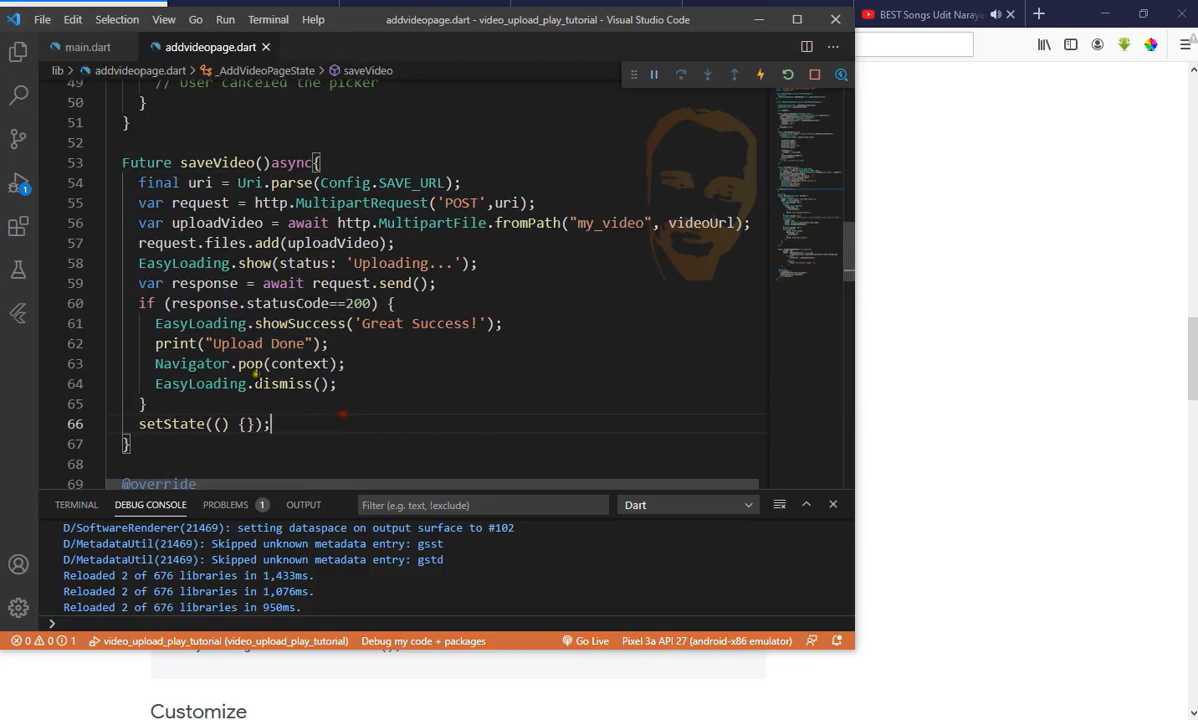 File Edit Selection View Go Run Terminal Help addvideopage.dart - video_upload_play_tutorial - Visual Studio Code
BEST Songs Udit Naraya
main.dart addvideopage.dart
lib addvideopage.dart _AddVideoPageState saveVideo
49 // User canceled the picker
50 }
51 }
52
53 Future saveVideo()async{
54 final uri = Uri.parse(Config.SAVE_URL);
55 var request = http.MultipartRequest('POST',uri);
56 var uploadVideo = await http.MultipartFile.fromPath("my_video", videoUrl);
57 request.files.add(uploadVideo);
58 EasyLoading.show(status: 'Uploading...');
59 var response = await request.send();
60 if (response.statusCode==200) {
61 EasyLoading.showSuccess('Great Success!');
62 print("Upload Done");
63 Navigator.pop(context);
64 EasyLoading.dismiss();
65 }
66 setState(() {});
67 }
68
69 @override
TERMINAL DEBUG CONSOLE PROBLEMS 1 OUTPUT Filter (e.g. text, !exclude) Dart
D/SoftwareRenderer(21469): setting dataspace on output surface to #102
D/MetadataUtil(21469): Skipped unknown metadata entry: gsst
D/MetadataUtil(21469): Skipped unknown metadata entry: gstd
Reloaded 2 of 676 libraries in 1,433ms.
Reloaded 2 of 676 libraries in 1,076ms.
Reloaded 2 of 676 libraries in 950ms.
0 0 1 video_upload_play_tutorial (video_upload_play_tutorial) Debug my code + packages Go Live Pixel 3a API 27 (android-x86 emulator)
Customize